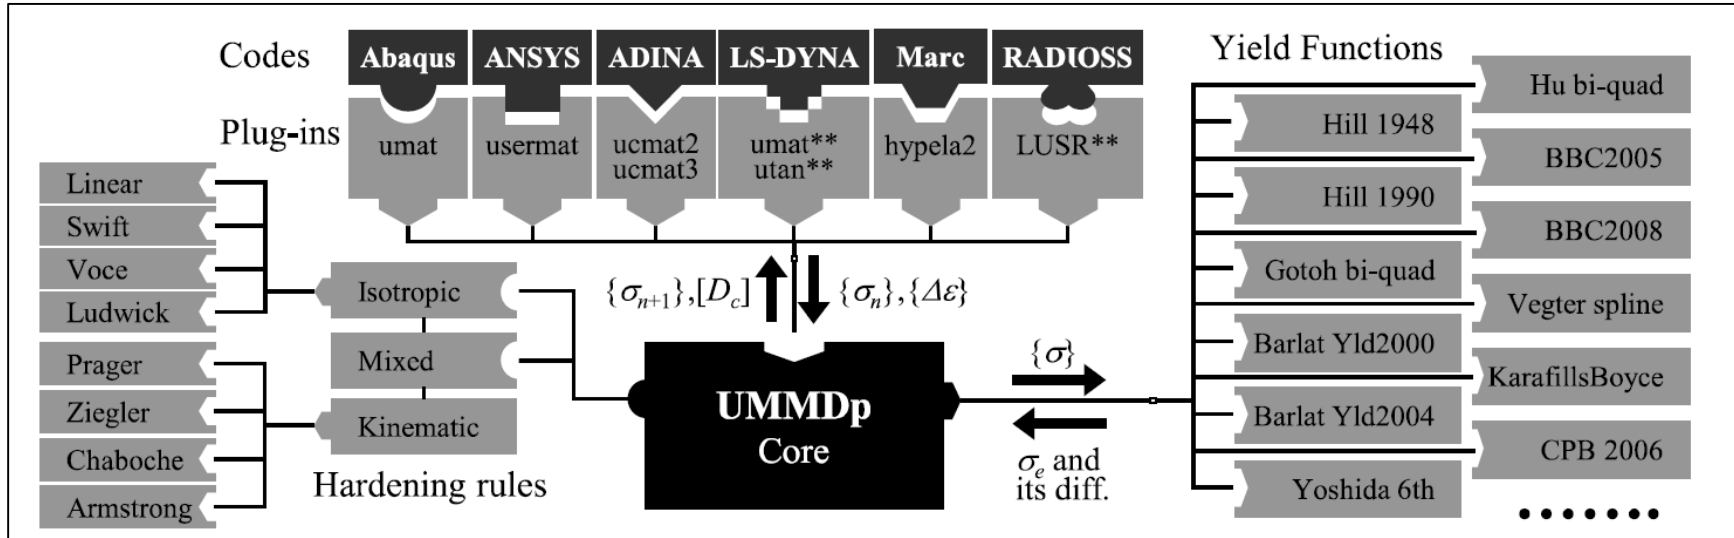 Codes
Abaqus
ANSYS
ADINA
LS-DYNA
Marc
RADIOSS
Plug-ins
umat
usermat
ucmat2
ucmat3
umat**
utan**
hypela2
LUSR**
Yield Functions
Hu bi-quad
Hill 1948
BBC2005
Hill 1990
BBC2008
Gotoh bi-quad
Vegter spline
Barlat Yld2000
KarafillsBoyce
Barlat Yld2004
CPB 2006
Yoshida 6th
.......
Linear
Swift
Voce
Ludwick
Prager
Ziegler
Chaboche
Armstrong
Isotropic
Mixed
Kinematic
Hardening rules
{σₙ₊₁},[D_c]
{σₙ},{Δε}
UMMDp
Core
{σ}
σₑ and
its diff.